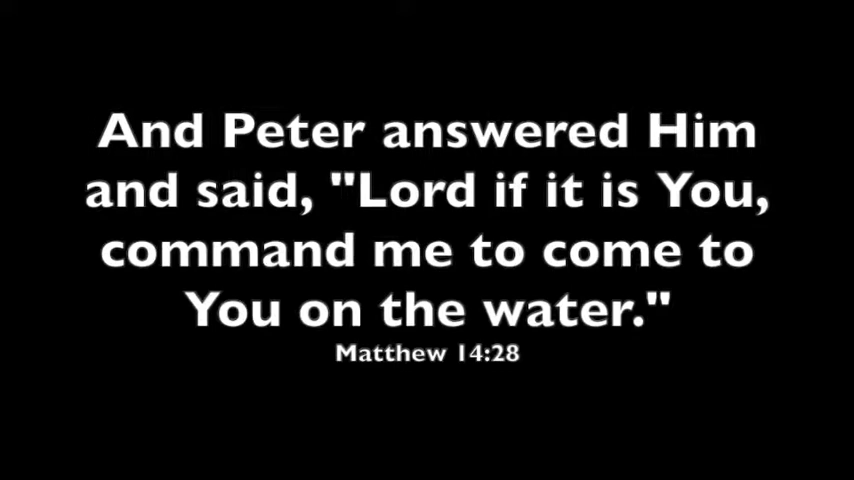 And Peter answered Him
and said, "Lord if it is You,
command me to come to
You on the water."
Matthew 14:28